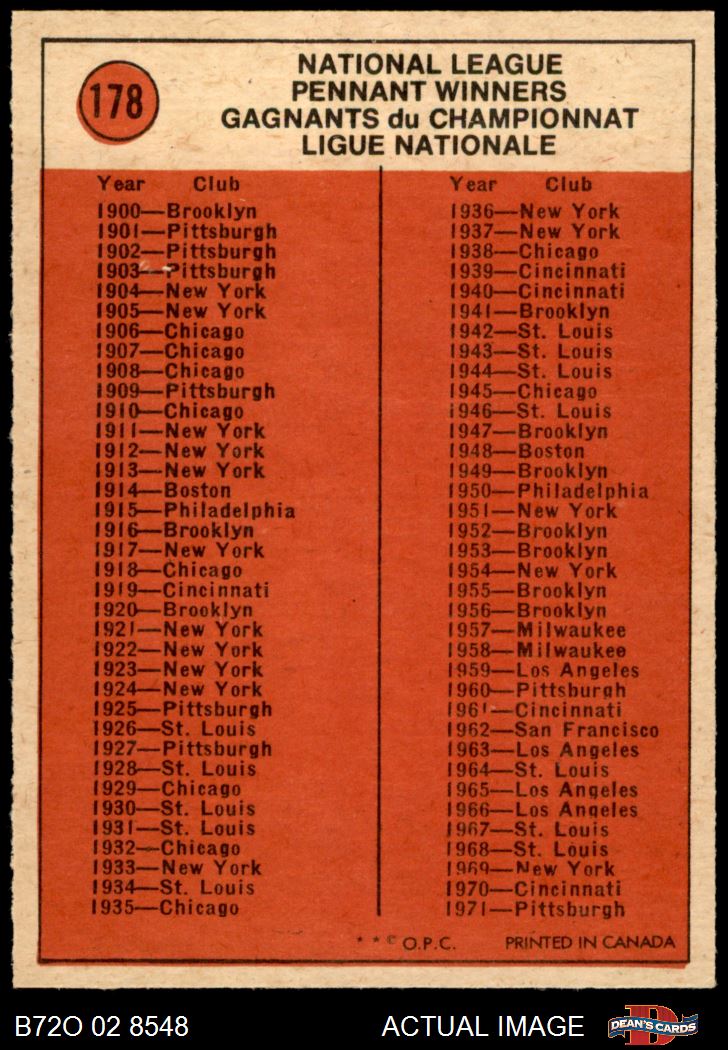 178
NATIONAL LEAGUE
PENNANT WINNERS
GAGNANTS du CHAMPIONNAT
LIGUE NATIONALE
Year Club
1900—Brooklyn
1901—Pittsburgh
1902—Pittsburgh
1903—Pittsburgh
1904—New York
1905—New York
1906—Chicago
1907—Chicago
1908—Chicago
1909—Pittsburgh
1910—Chicago
1911—New York
1912—New York
1913—New York
1914—Boston
1915—Philadelphia
1916—Brooklyn
1917—New York
1918—Chicago
1919—Cincinnati
1920—Brooklyn
1921—New York
1922—New York
1923—New York
1924—New York
1925—Pittsburgh
1926—St. Louis
1927—Pittsburgh
1928—St. Louis
1929—Chicago
1930—St. Louis
1931—St. Louis
1932—Chicago
1933—New York
1934—St. Louis
1935—Chicago
Year Club
1936—New York
1937—New York
1938—Chicago
1939—Cincinnati
1940—Cincinnati
1941—Brooklyn
1942—St. Louis
1943—St. Louis
1944—St. Louis
1945—Chicago
1946—St. Louis
1947—Brooklyn
1948—Boston
1949—Brooklyn
1950—Philadelphia
1951—New York
1952—Brooklyn
1953—Brooklyn
1954—New York
1955—Brooklyn
1956—Brooklyn
1957—Milwaukee
1958—Milwaukee
1959—Los Angeles
1960—Pittsburgh
1961—Cincinnati
1962—San Francisco
1963—Los Angeles
1964—St. Louis
1965—Los Angeles
1966—Los Angeles
1967—St. Louis
1968—St. Louis
1969—New York
1970—Cincinnati
1971—Pittsburgh
* * © O.P.C. PRINTED IN CANADA
B72O 02 8548 ACTUAL IMAGE D DEAN'S CARDS